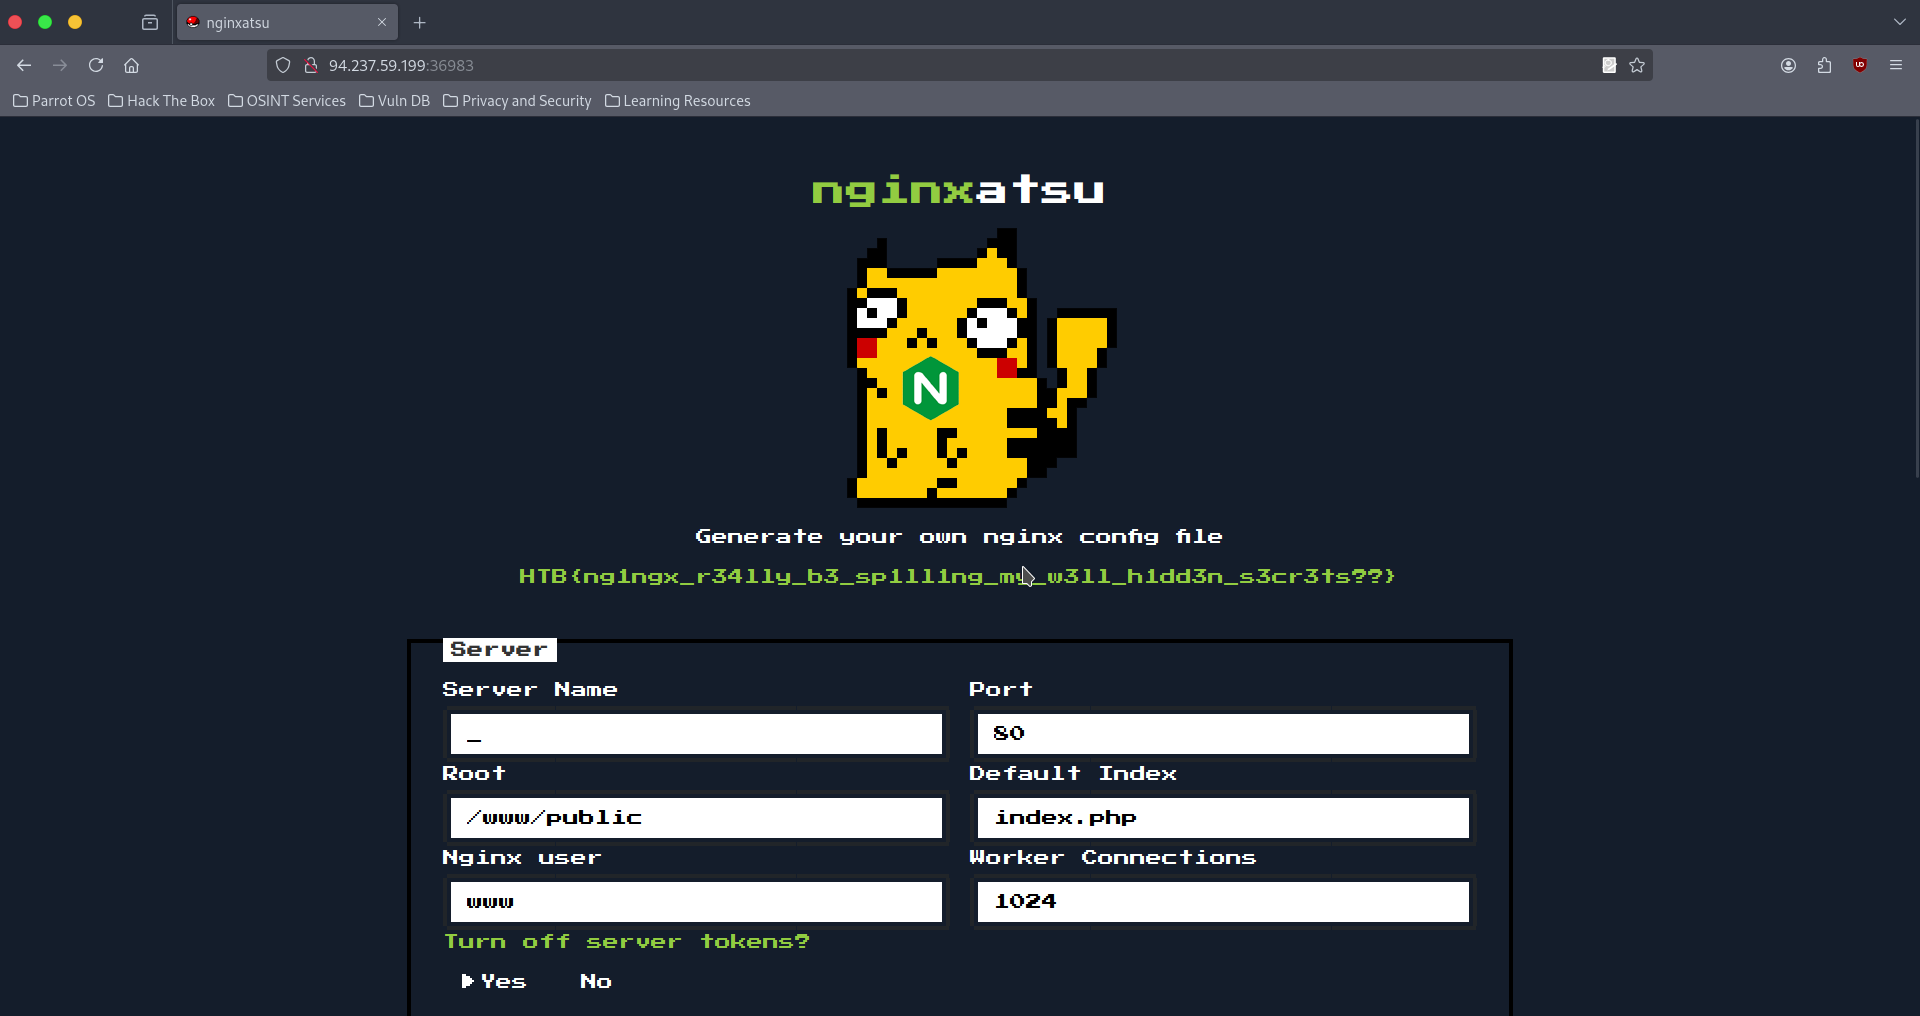 nginxatsu
94.237.59.199:36983
Parrot OS Hack The Box OSINT Services Vuln DB Privacy and Security Learning Resources
nginxatsu
N
Generate your own nginx config file
HTB{ng1ngx_r34lly_b3_sp1lll1ng_my_w3ll_h1dd3n_s3cr3ts??}
Server
Server Name Port
_ 80
Root Default Index
/www/public index.php
Nginx user Worker Connections
www 1024
Turn off server tokens?
Yes No